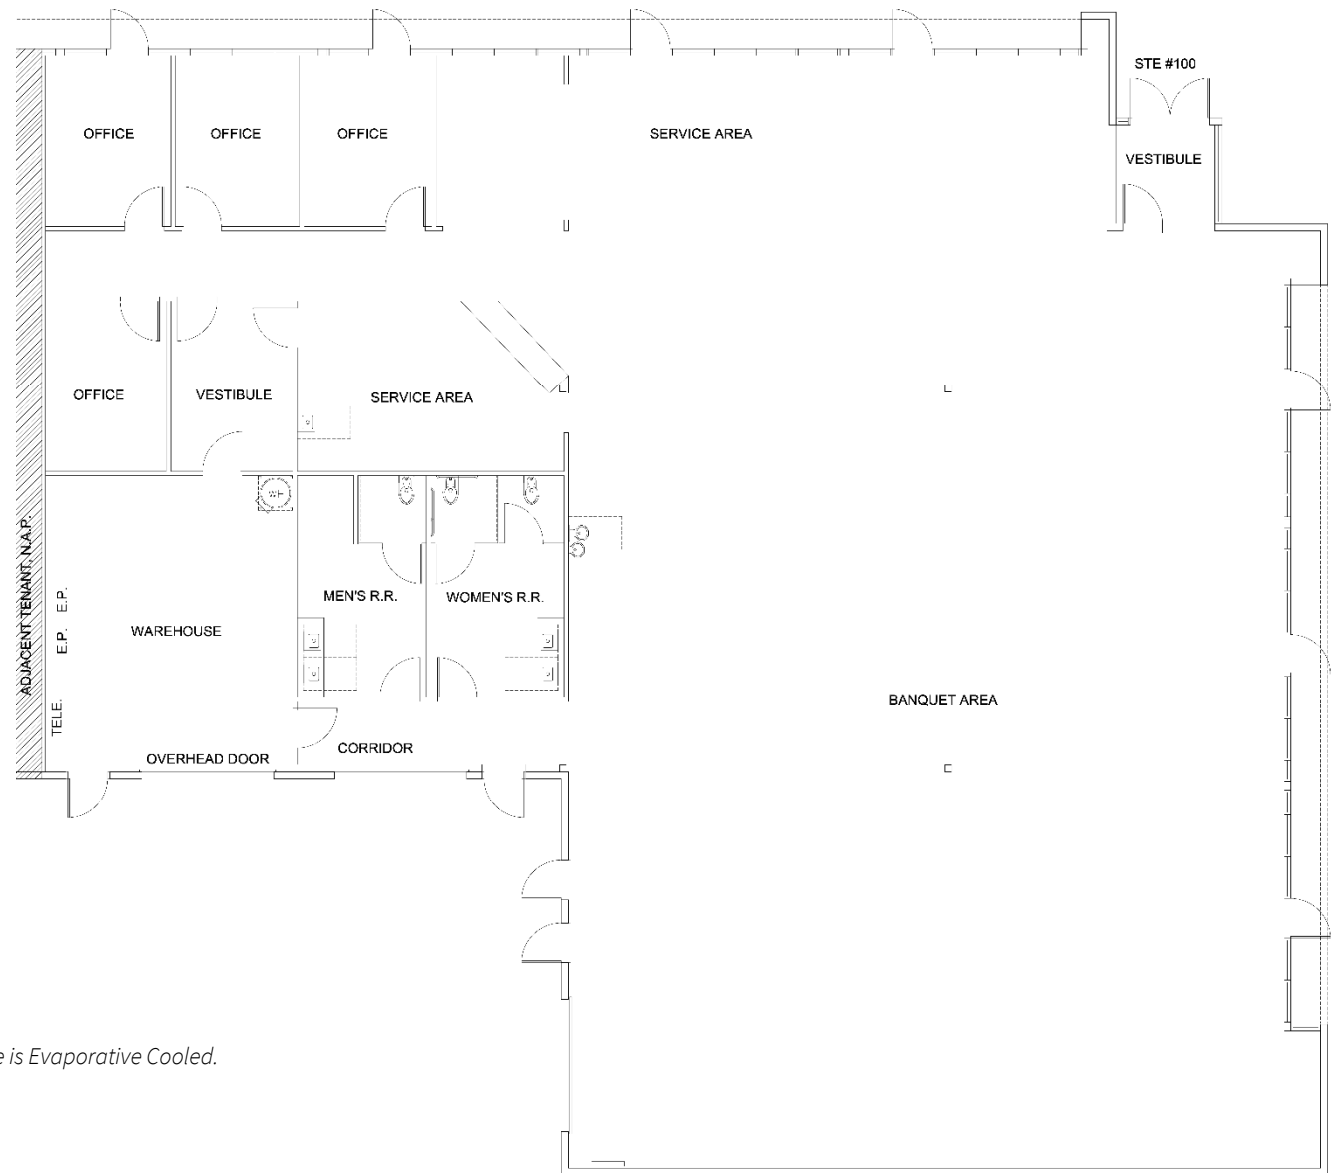 STE #100
OFFICE
OFFICE
OFFICE
SERVICE AREA
VESTIBULE
OFFICE
VESTIBULE
SERVICE AREA
WH
ADJACENT TENANT, N.A.P.
E.P.
E.P.
TELE.
WAREHOUSE
MEN'S R.R.
WOMEN'S R.R.
BANQUET AREA
OVERHEAD DOOR
CORRIDOR
is Evaporative Cooled.